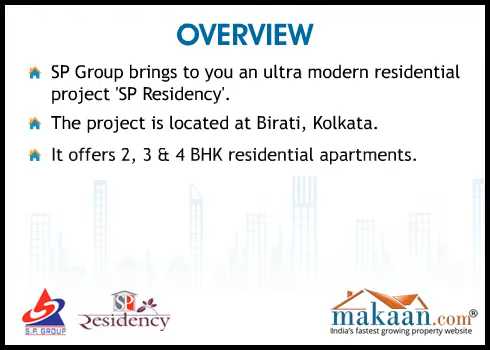 OVERVIEW
SP Group brings to you an ultra modern residential
project 'SP Residency'.
The project is located at Birati, Kolkata.
It offers 2, 3 & 4 BHK residential apartments.
S.P. GROUP
SP
Residency
makaan.com®
India's fastest growing property website